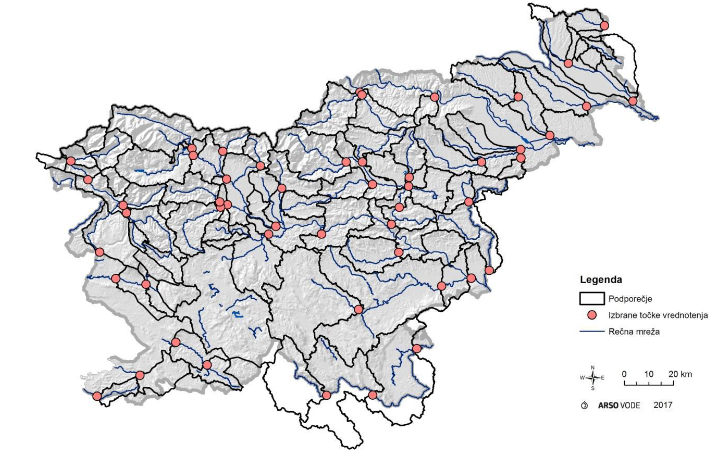 Legenda
Podporečje
Izbrane točke vrednotenja
Rečna mreža
N
W E
S
0 10 20 km
ARSO VODE 2017